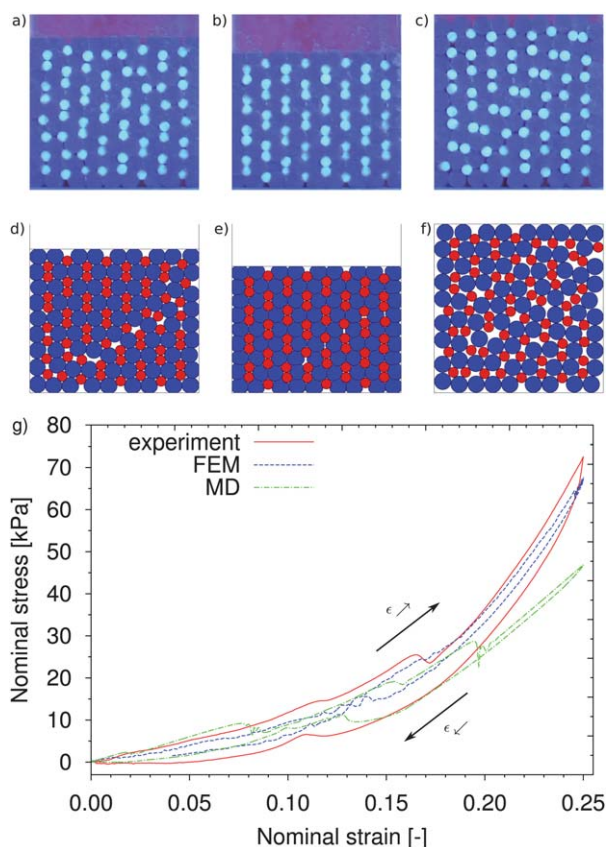 a) b) c)
d) e) f)
g)
80
70
60
50
40
30
20
10
0
Nominal stress [kPa]
experiment
FEM
MD
ϵ ↗
ϵ ↙
0.00 0.05 0.10 0.15 0.20 0.25
Nominal strain [-]